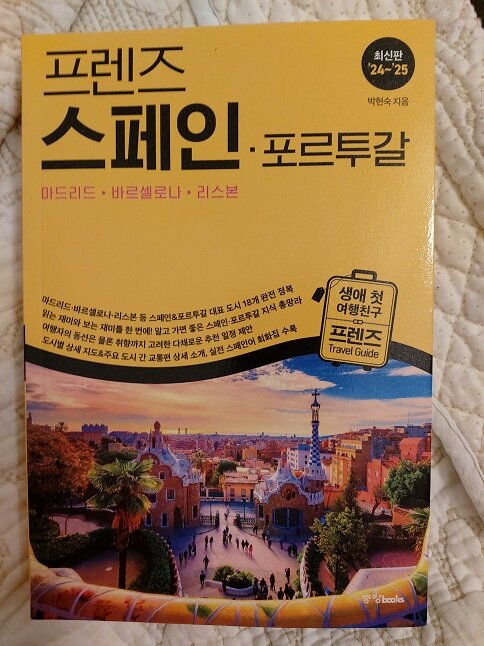 프렌즈
최신판
'24~'25
박현숙 지음
스페인·포르투갈
마드리드 • 바르셀로나 • 리스본
마드리드·바르셀로나·리스본 등 스페인&포르투갈 대표 도시 18개 완전 정복
읽는 재미와 보는 재미를 한 번에! 알고 가면 좋은 스페인·포르투갈 지식 총망라
여행자의 동선은 물론 취향까지 고려한 다채로운 추천 일정 제안
도시별 상세 지도&주요 도시 간 교통편 상세 소개, 실전 스페인어 회화집 수록
생애 첫
여행친구
프렌즈
Travel Guide
중앙books